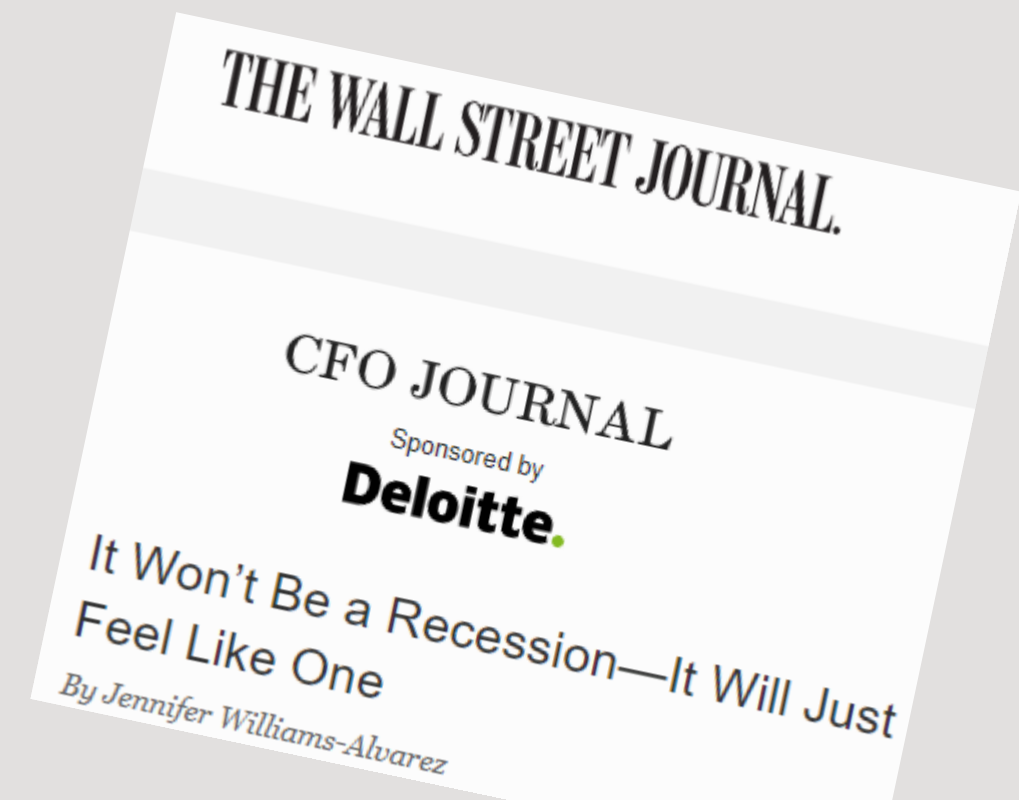 THE WALL STREET JOURNAL.
CFO JOURNAL
Sponsored by
Deloitte.
It Won’t Be a Recession—It Will Just
Feel Like One
By Jennifer Williams-Alvarez